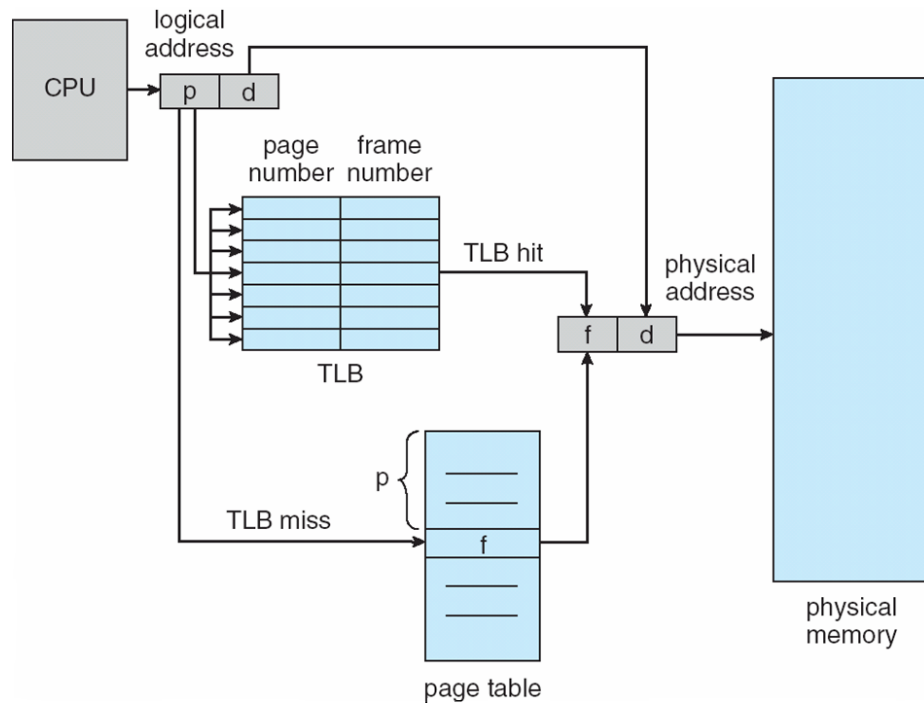 logical
address
CPU
p
d
page
number
frame
number
TLB hit
physical
address
f
d
TLB
p
TLB miss
f
physical
memory
page table